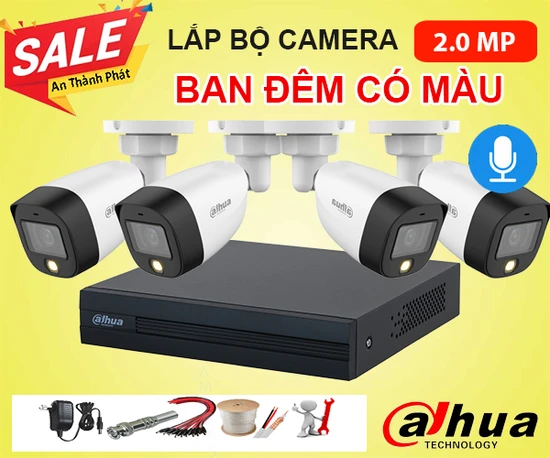 SALE
An Thành Phát
LẮP BỘ CAMERA
2.0 MP
BAN ĐÊM CÓ MÀU
alhua
alhua
alhua
alhua
alhua
TECHNOLOGY